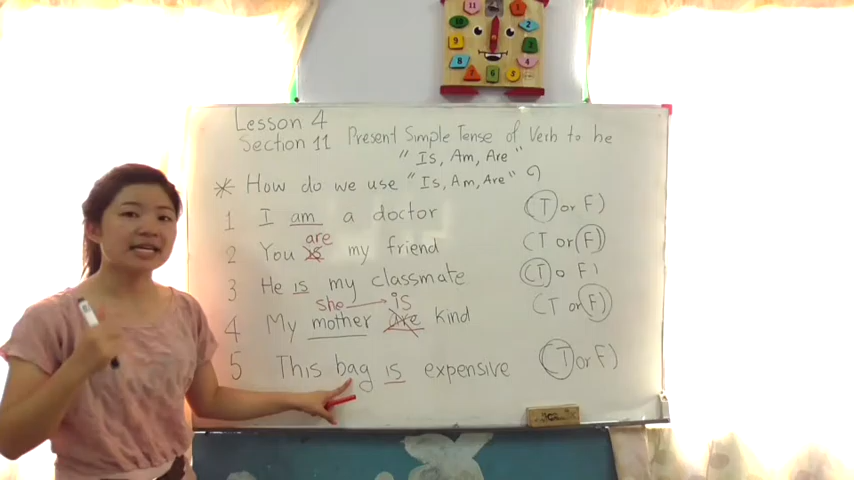 11 1
10 2
9 3
8 4
7 6 5
Lesson 4
Section 11 Present Simple Tense of Verb to be
"Is, Am, Are"
* How do we use "Is, Am, Are" ?
1 I am a doctor (T or F)
are
2 You is my friend (T or F)
3 He is my classmate (T o F)
she → is
4 My mother are kind (T or F)
5 This bag is expensive (T or F)